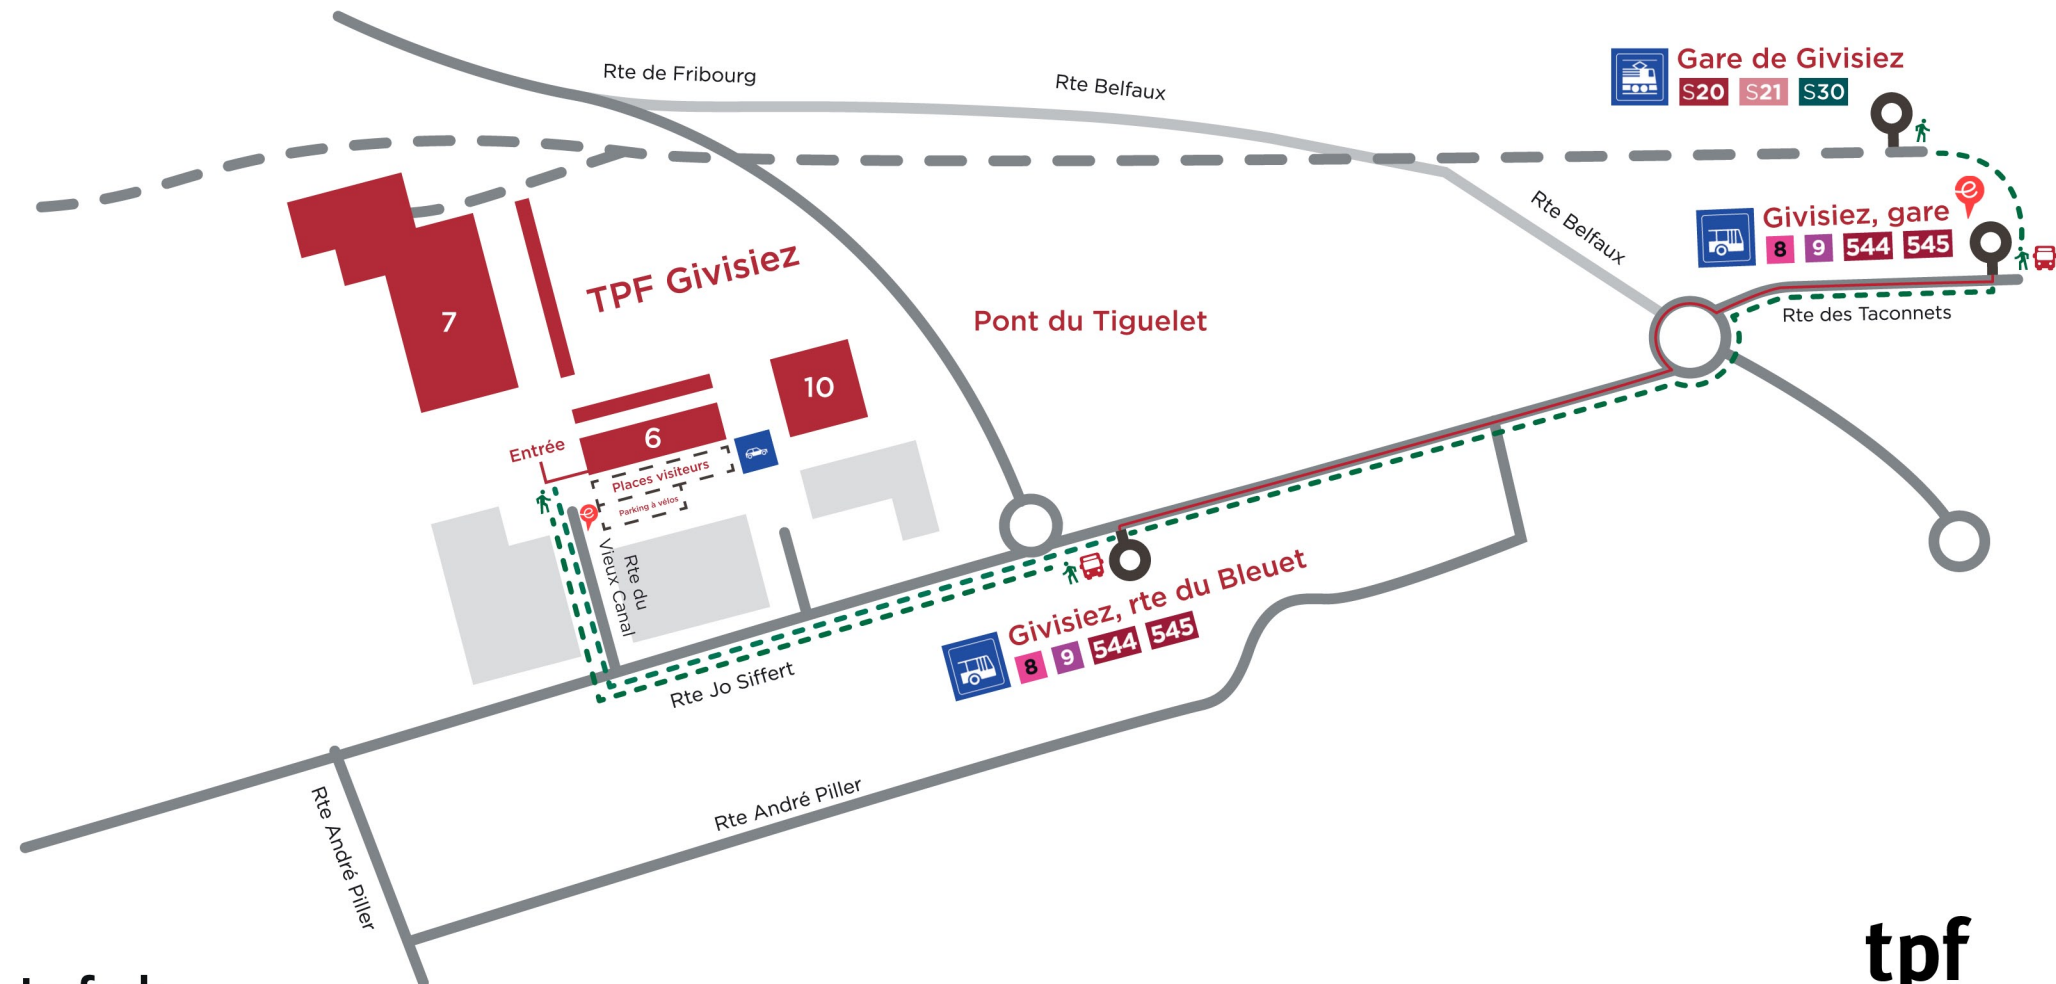 Rte de Fribourg
Rte Belfaux
Gare de Givisiez
S20 S21 S30
Rte Belfaux
Givisiez, gare
8 9 544 545
Rte des Taconnets
TPF Givisiez
Pont du Tiguelet
7
10
6
Entrée
Places visiteurs
Parking à vélos
Rte du
Vieux Canal
Givisiez, rte du Bleuet
8 9 544 545
Rte Jo Siffert
Rte André Piller
Rte André Piller
tpf